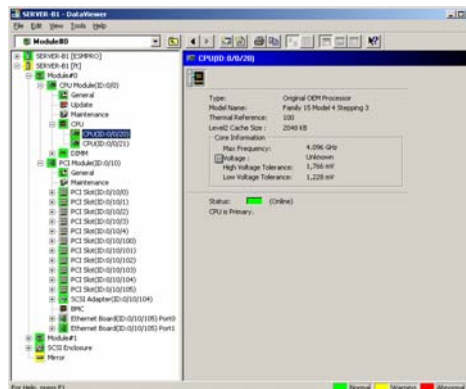 SERVER-B1 - DataViewer
File Edit View Tools Help
Module#0
SERVER-B1 [ESMPRO]
SERVER-B1 [ft]
Module#0
CPU Module(ID:0/0)
General
Update
Maintenance
CPU
CPU(ID:0/0/20)
CPU(ID:0/0/21)
DIMM
PCI Module(ID:0/10)
General
Maintenance
PCI Slot(ID:0/10/0)
PCI Slot(ID:0/10/1)
PCI Slot(ID:0/10/2)
PCI Slot(ID:0/10/3)
PCI Slot(ID:0/10/4)
PCI Slot(ID:0/10/100)
PCI Slot(ID:0/10/101)
PCI Slot(ID:0/10/102)
PCI Slot(ID:0/10/103)
PCI Slot(ID:0/10/104)
PCI Slot(ID:0/10/105)
SCSI Adapter(ID:0/10/104)
BMC
Ethernet Board(ID:0/10/105) Port0
Ethernet Board(ID:0/10/105) Port1
Module#1
SCSI Enclosure
Mirror
CPU(ID:0/0/20)
Type: Original OEM Processor
Model Name: Family 15 Model 4 Stepping 3
Thermal Reference: 100
Level2 Cache Size : 2048 KB
Core Information
Max Frequency: 4.096 GHz
Voltage : Unknown
High Voltage Tolerance: 1,766 mV
Low Voltage Tolerance: 1,228 mV
Status: (Online)
CPU is Primary.
For Help, press F1
Normal Warning Abnormal